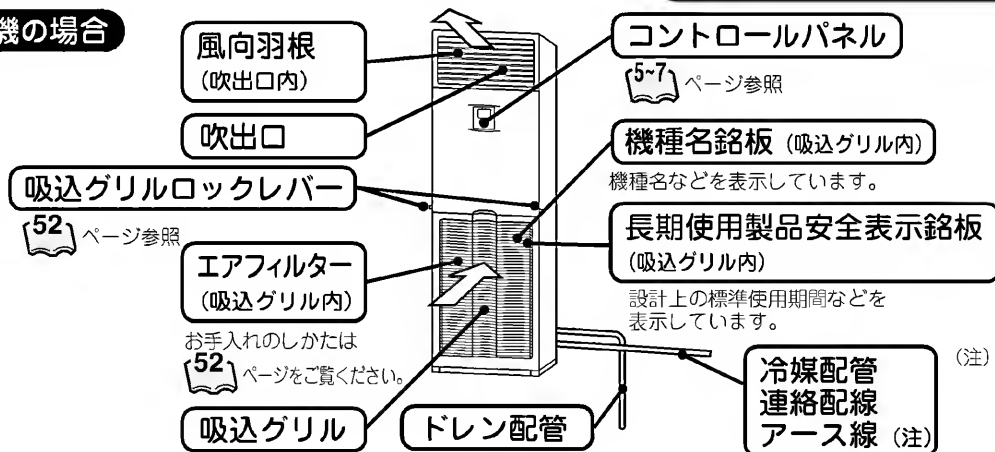 機の場合
風向羽根
(吹出口内)
吹出口
吸込グリルロックレバー
52 ページ参照
エアフィルター
(吸込グリル内)
お手入れのしかたは
52 ページをご覧ください。
吸込グリル
ドレン配管
コントロールパネル
5~7 ページ参照
機種名銘板 (吸込グリル内)
機種名などを表示しています。
長期使用製品安全表示銘板
(吸込グリル内)
設計上の標準使用期間などを
表示しています。
冷媒配管
連絡配線
アース線 (注)
(注)